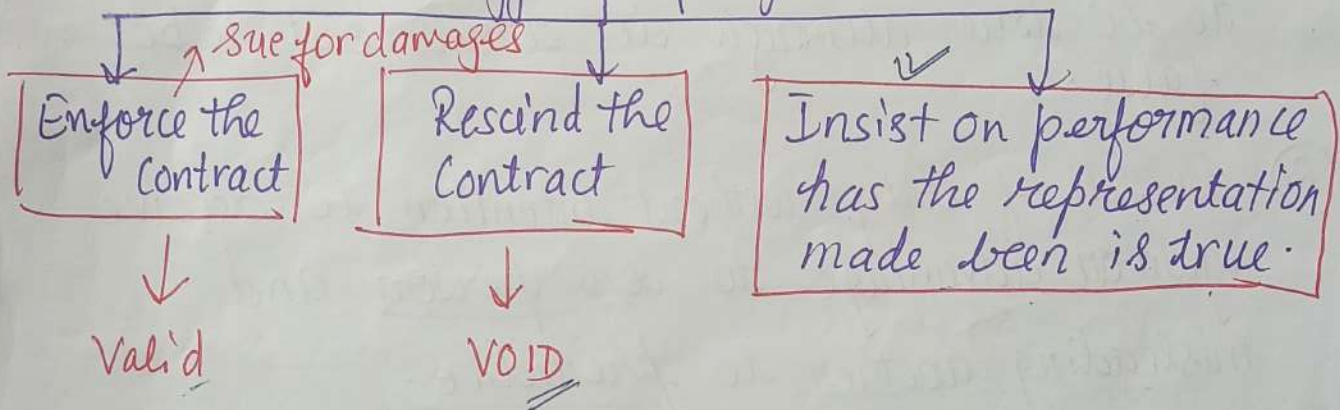 sue for damages
Enforce the
Contract
Rescind the
Contract
Insist on performance
has the representation
made been is true.
Valid
VOID